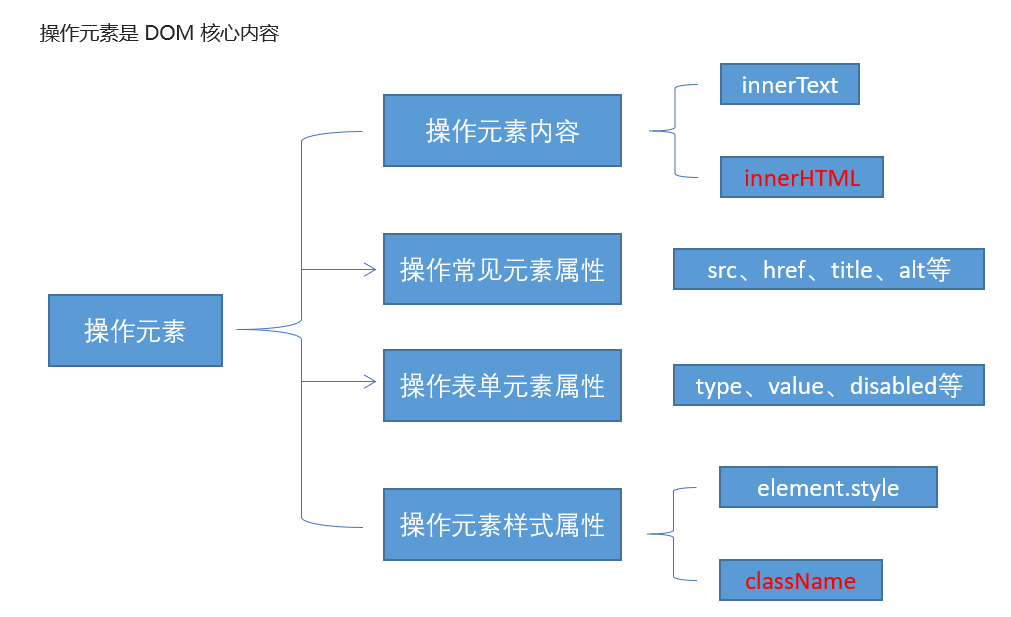 操作元素是 DOM 核心内容
操作元素
操作元素内容
innerText
innerHTML
操作常见元素属性
src、href、title、alt等
操作表单元素属性
type、value、disabled等
操作元素样式属性
element.style
className